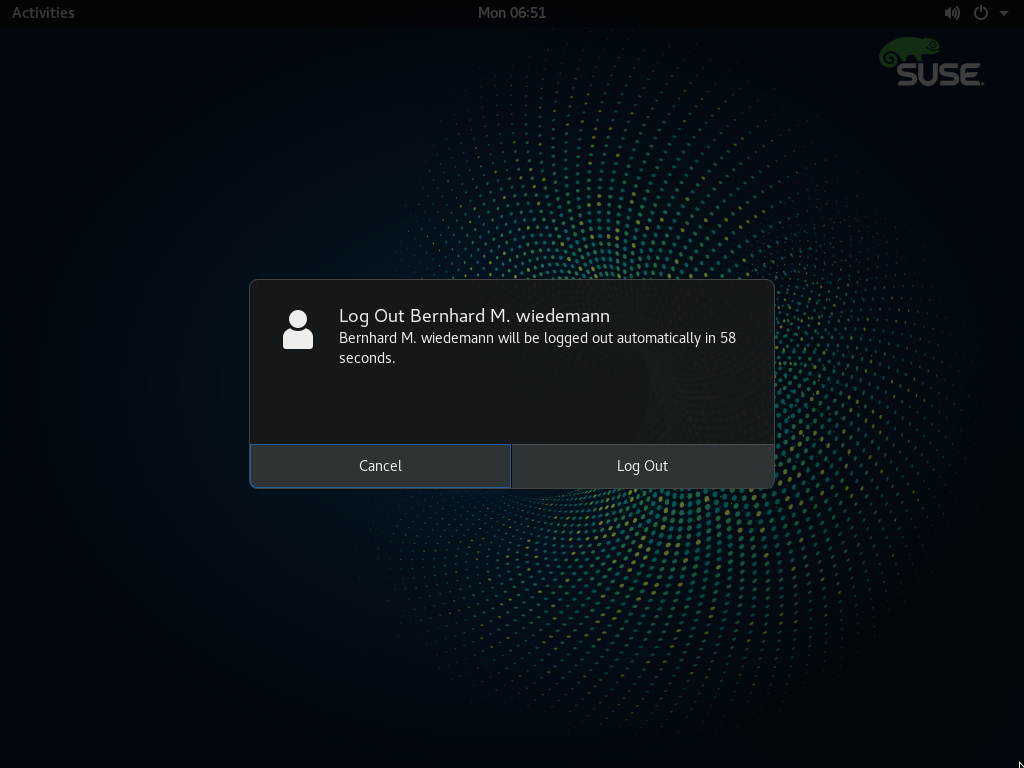 Activities
Mon 06:51
SUSE
Log Out Bernhard M. wiedemann
Bernhard M. wiedemann will be logged out automatically in 58
seconds.
Cancel
Log Out